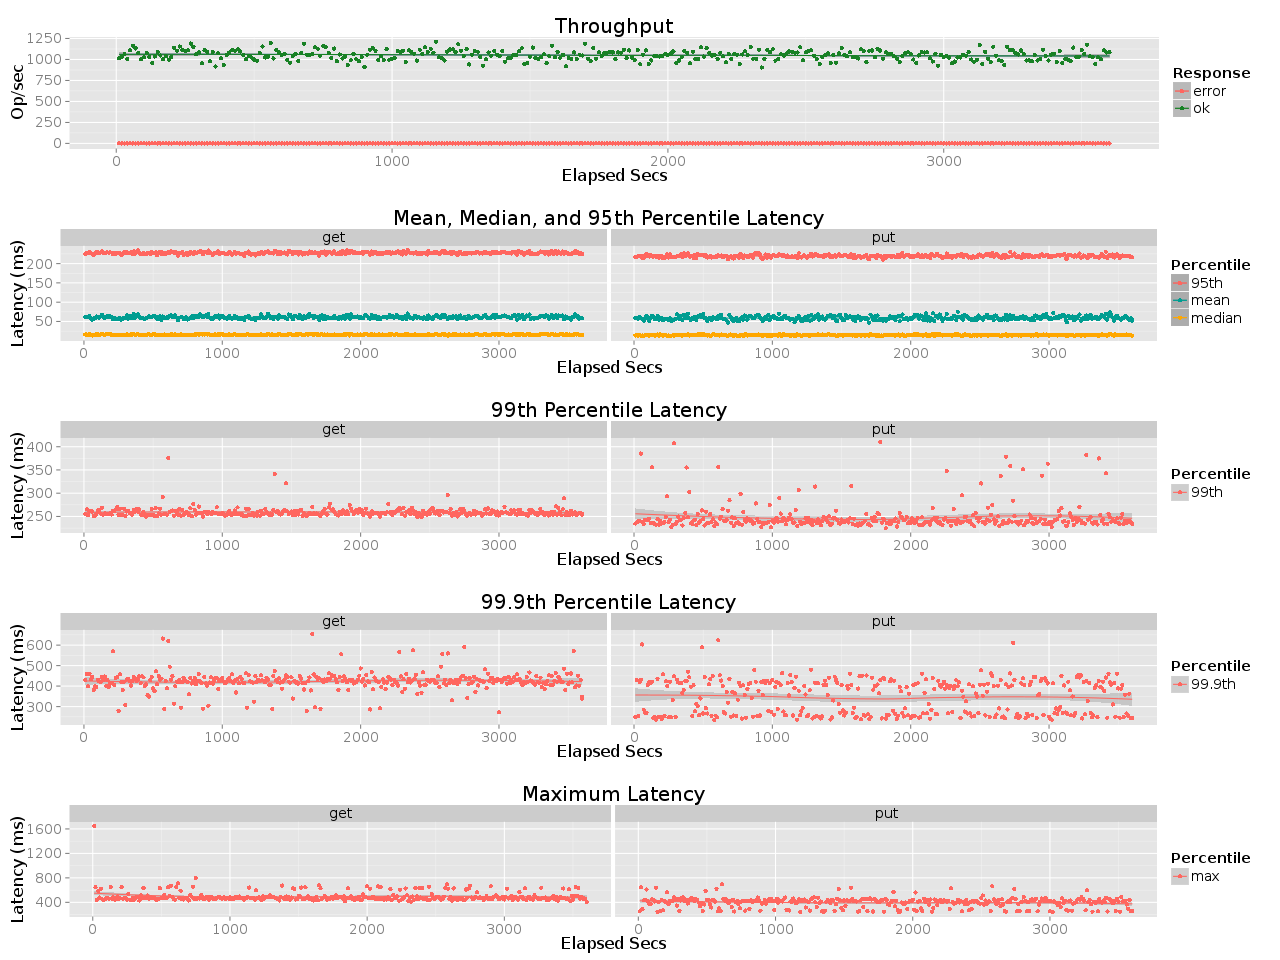 Throughput
1250
1000
750
500
250
0
Op/sec
0 1000 2000 3000
Elapsed Secs
Response
error
ok
Mean, Median, and 95th Percentile Latency
get put
200
150
100
50
Latency (ms)
0 1000 2000 3000 0 1000 2000 3000
Elapsed Secs
Percentile
95th
mean
median
99th Percentile Latency
get put
400
350
300
250
Latency (ms)
0 1000 2000 3000 0 1000 2000 3000
Elapsed Secs
Percentile
99th
99.9th Percentile Latency
get put
600
500
400
300
Latency (ms)
0 1000 2000 3000 0 1000 2000 3000
Elapsed Secs
Percentile
99.9th
Maximum Latency
get put
1600
1200
800
400
Latency (ms)
0 1000 2000 3000 0 1000 2000 3000
Elapsed Secs
Percentile
max